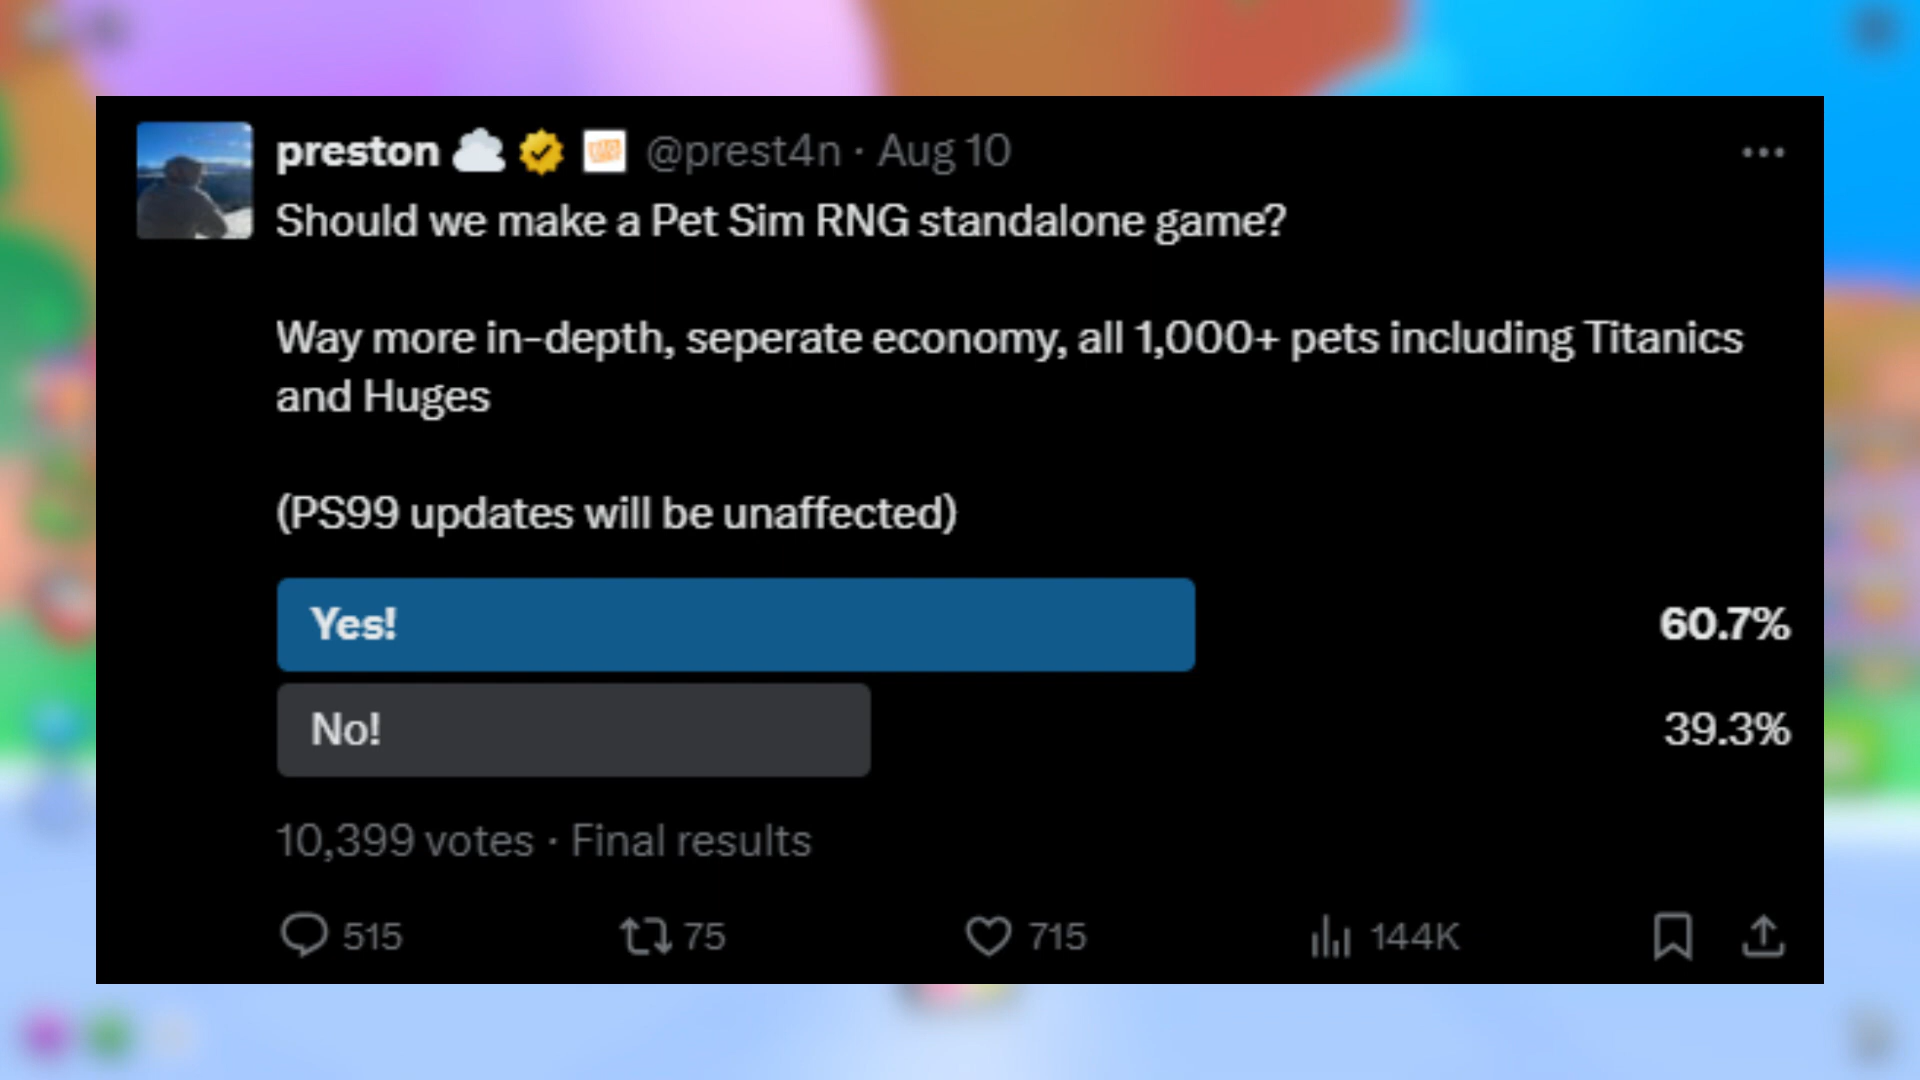 preston @prest4n · Aug 10
Should we make a Pet Sim RNG standalone game?
Way more in-depth, seperate economy, all 1,000+ pets including Titanics
and Huges
(PS99 updates will be unaffected)
Yes! 60.7%
No! 39.3%
10,399 votes · Final results
515 75 715 144K